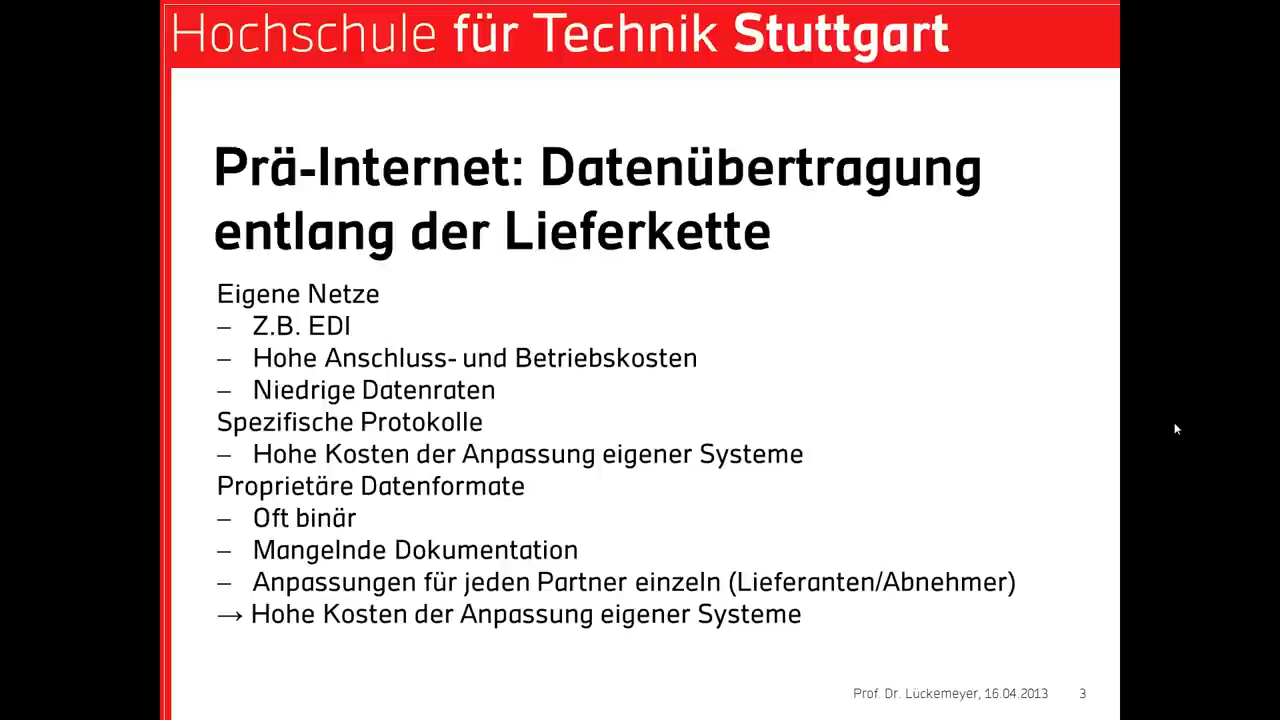 Hochschule für Technik Stuttgart
Prä-Internet: Datenübertragung
entlang der Lieferkette
Eigene Netze
– Z.B. EDI
– Hohe Anschluss- und Betriebskosten
– Niedrige Datenraten
Spezifische Protokolle
– Hohe Kosten der Anpassung eigener Systeme
Proprietäre Datenformate
– Oft binär
– Mangelnde Dokumentation
– Anpassungen für jeden Partner einzeln (Lieferanten/Abnehmer)
→ Hohe Kosten der Anpassung eigener Systeme
Prof. Dr. Lückemeyer, 16.04.2013 3